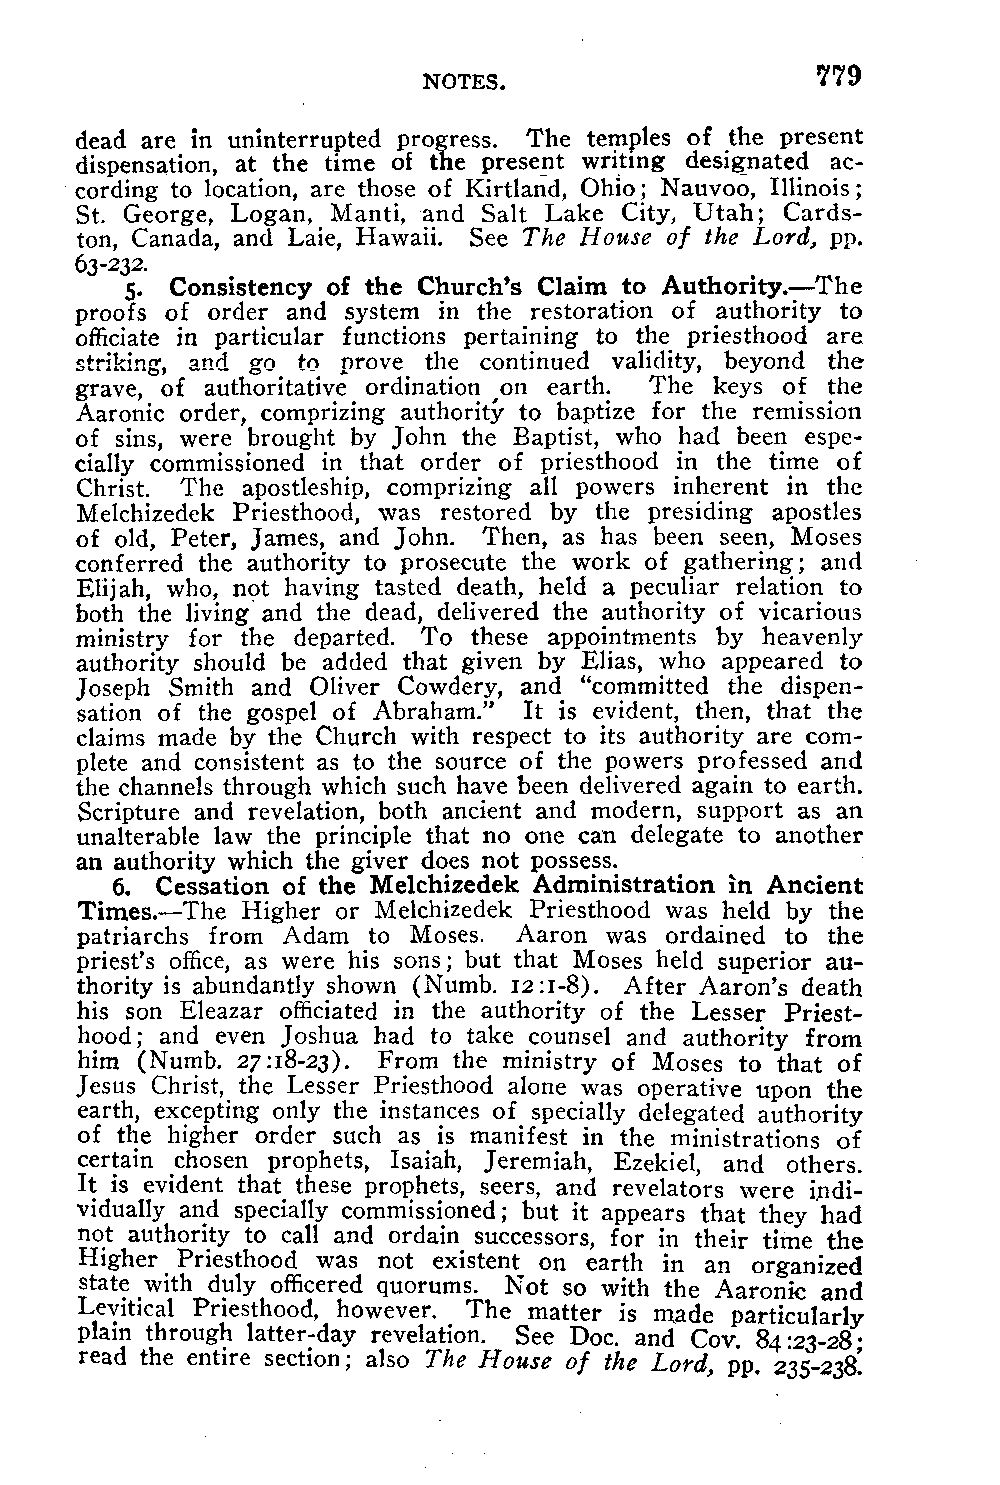 NOTES. 779
dead are in uninterrupted progress. The temples of the present
dispensation, at the time of the present writing designated ac-
cording to location, are those of Kirtland, Ohio; Nauvoo, Illinois;
St. George, Logan, Manti, and Salt Lake City, Utah; Cards-
ton, Canada, and Laie, Hawaii. See The House of the Lord, pp.
63-232.
5. Consistency of the Church's Claim to Authority.—The
proofs of order and system in the restoration of authority to
officiate in particular functions pertaining to the priesthood are
striking, and go to prove the continued validity, beyond the
grave, of authoritative ordination on earth. The keys of the
Aaronic order, comprizing authority to baptize for the remission
of sins, were brought by John the Baptist, who had been espe-
cially commissioned in that order of priesthood in the time of
Christ. The apostleship, comprizing all powers inherent in the
Melchizedek Priesthood, was restored by the presiding apostles
of old, Peter, James, and John. Then, as has been seen, Moses
conferred the authority to prosecute the work of gathering; and
Elijah, who, not having tasted death, held a peculiar relation to
both the living and the dead, delivered the authority of vicarious
ministry for the departed. To these appointments by heavenly
authority should be added that given by Elias, who appeared to
Joseph Smith and Oliver Cowdery, and "committed the dispen-
sation of the gospel of Abraham." It is evident, then, that the
claims made by the Church with respect to its authority are com-
plete and consistent as to the source of the powers professed and
the channels through which such have been delivered again to earth.
Scripture and revelation, both ancient and modern, support as an
unalterable law the principle that no one can delegate to another
an authority which the giver does not possess.
6. Cessation of the Melchizedek Administration in Ancient
Times.—The Higher or Melchizedek Priesthood was held by the
patriarchs from Adam to Moses. Aaron was ordained to the
priest's office, as were his sons; but that Moses held superior au-
thority is abundantly shown (Numb. 12:1-8). After Aaron's death
his son Eleazar officiated in the authority of the Lesser Priest-
hood; and even Joshua had to take counsel and authority from
him (Numb. 27:18-23). From the ministry of Moses to that of
Jesus Christ, the Lesser Priesthood alone was operative upon the
earth, excepting only the instances of specially delegated authority
of the higher order such as is manifest in the ministrations of
certain chosen prophets, Isaiah, Jeremiah, Ezekiel, and others.
It is evident that these prophets, seers, and revelators were indi-
vidually and specially commissioned; but it appears that they had
not authority to call and ordain successors, for in their time the
Higher Priesthood was not existent on earth in an organized
state with duly officered quorums. Not so with the Aaronic and
Levitical Priesthood, however. The matter is made particularly
plain through latter-day revelation. See Doc. and Cov. 84:23-28;
read the entire section; also The House of the Lord, pp. 235-238.